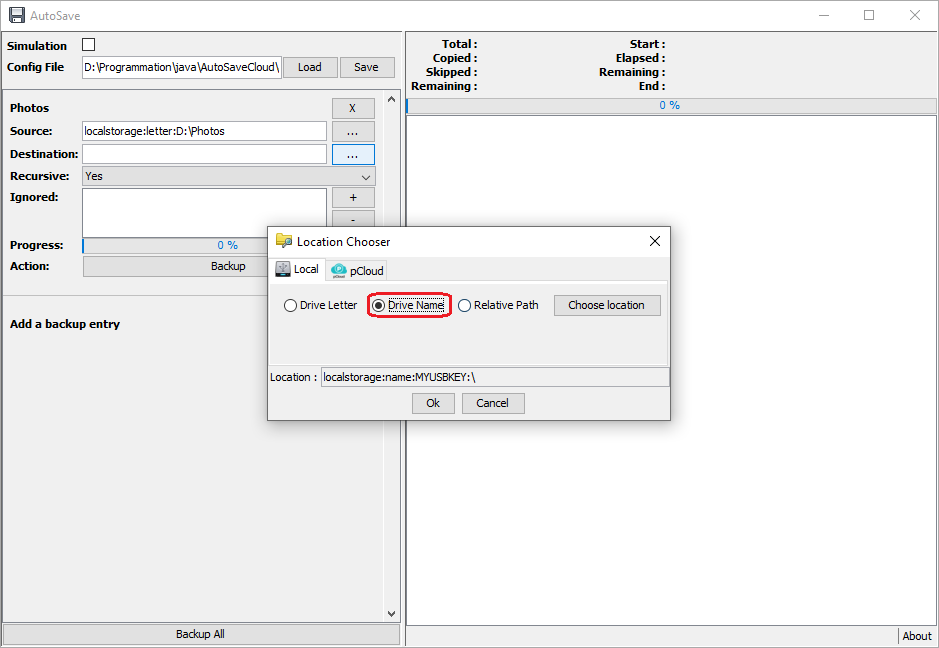 AutoSave
Simulation
Config File D:\Programmation\java\AutoSaveCloud\ Load Save
Photos X
Source: localstorage:letter:D:\Photos ...
Destination: ...
Recursive: Yes
Ignored: +
-
Progress: 0 %
Action: Backup
Add a backup entry
Backup All
Total : Start :
Copied : Elapsed :
Skipped : Remaining :
Remaining : End :
0 %
Location Chooser
Local pCloud
Drive Letter Drive Name Relative Path Choose location
Location : localstorage:name:MYUSBKEY:\
Ok Cancel
About